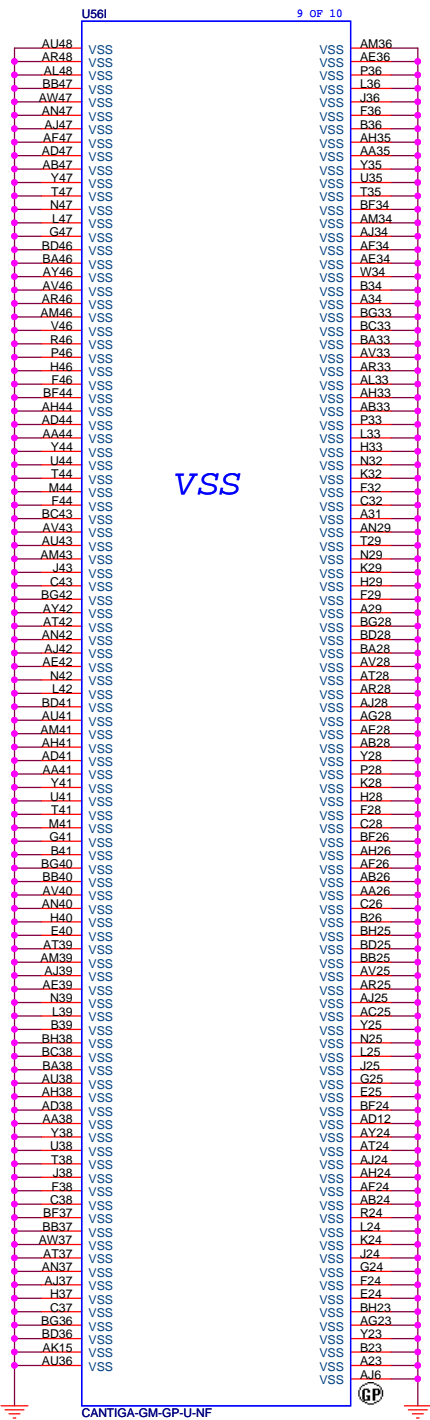 U56I 9 OF 10
AU48 VSS VSS AM36
AR48 VSS VSS AE36
AL48 VSS VSS P36
BB47 VSS VSS L36
AW47 VSS VSS J36
AN47 VSS VSS F36
AJ47 VSS VSS B36
AF47 VSS VSS AH35
AD47 VSS VSS AA35
AB47 VSS VSS Y35
Y47 VSS VSS U35
T47 VSS VSS T35
N47 VSS VSS BF34
L47 VSS VSS AM34
G47 VSS VSS AJ34
BD46 VSS VSS AF34
BA46 VSS VSS AE34
AY46 VSS VSS W34
AV46 VSS VSS B34
AR46 VSS VSS A34
AM46 VSS VSS BG33
V46 VSS VSS BC33
R46 VSS VSS BA33
P46 VSS VSS AV33
H46 VSS VSS AR33
F46 VSS VSS AL33
BF44 VSS VSS AH33
AH44 VSS VSS AB33
AD44 VSS VSS P33
AA44 VSS VSS L33
Y44 VSS VSS H33
U44 VSS VSS N32
T44 VSS VSS K32
M44 VSS VSS F32
F44 VSS VSS C32
BC43 VSS VSS A31
AV43 VSS VSS AN29
AU43 VSS VSS T29
AM43 VSS VSS N29
J43 VSS VSS K29
C43 VSS VSS H29
BG42 VSS VSS F29
AY42 VSS VSS A29
AT42 VSS VSS BG28
AN42 VSS VSS BD28
AJ42 VSS VSS BA28
AE42 VSS VSS AV28
N42 VSS VSS AT28
L42 VSS VSS AR28
BD41 VSS VSS AJ28
AU41 VSS VSS AG28
AM41 VSS VSS AE28
AH41 VSS VSS AB28
AD41 VSS VSS Y28
AA41 VSS VSS P28
Y41 VSS VSS K28
U41 VSS VSS H28
T41 VSS VSS F28
M41 VSS VSS C28
G41 VSS VSS BF26
B41 VSS VSS AH26
BG40 VSS VSS AF26
BB40 VSS VSS AB26
AV40 VSS VSS AA26
AN40 VSS VSS C26
H40 VSS VSS B26
E40 VSS VSS BH25
AT39 VSS VSS BD25
AM39 VSS VSS BB25
AJ39 VSS VSS AV25
AE39 VSS VSS AR25
N39 VSS VSS AJ25
L39 VSS VSS AC25
B39 VSS VSS Y25
BH38 VSS VSS N25
BC38 VSS VSS L25
BA38 VSS VSS J25
AU38 VSS VSS G25
AH38 VSS VSS E25
AD38 VSS VSS BF24
AA38 VSS VSS AD12
Y38 VSS VSS AY24
U38 VSS VSS AT24
T38 VSS VSS AJ24
J38 VSS VSS AH24
F38 VSS VSS AF24
C38 VSS VSS AB24
BF37 VSS VSS R24
BB37 VSS VSS L24
AW37 VSS VSS K24
AT37 VSS VSS J24
AN37 VSS VSS G24
AJ37 VSS VSS F24
H37 VSS VSS E24
C37 VSS VSS BH23
BG36 VSS VSS AG23
BD36 VSS VSS Y23
AK15 VSS VSS B23
AU36 VSS VSS A23
VSS AJ6
VSS
GP
CANTIGA-GM-GP-U-NF